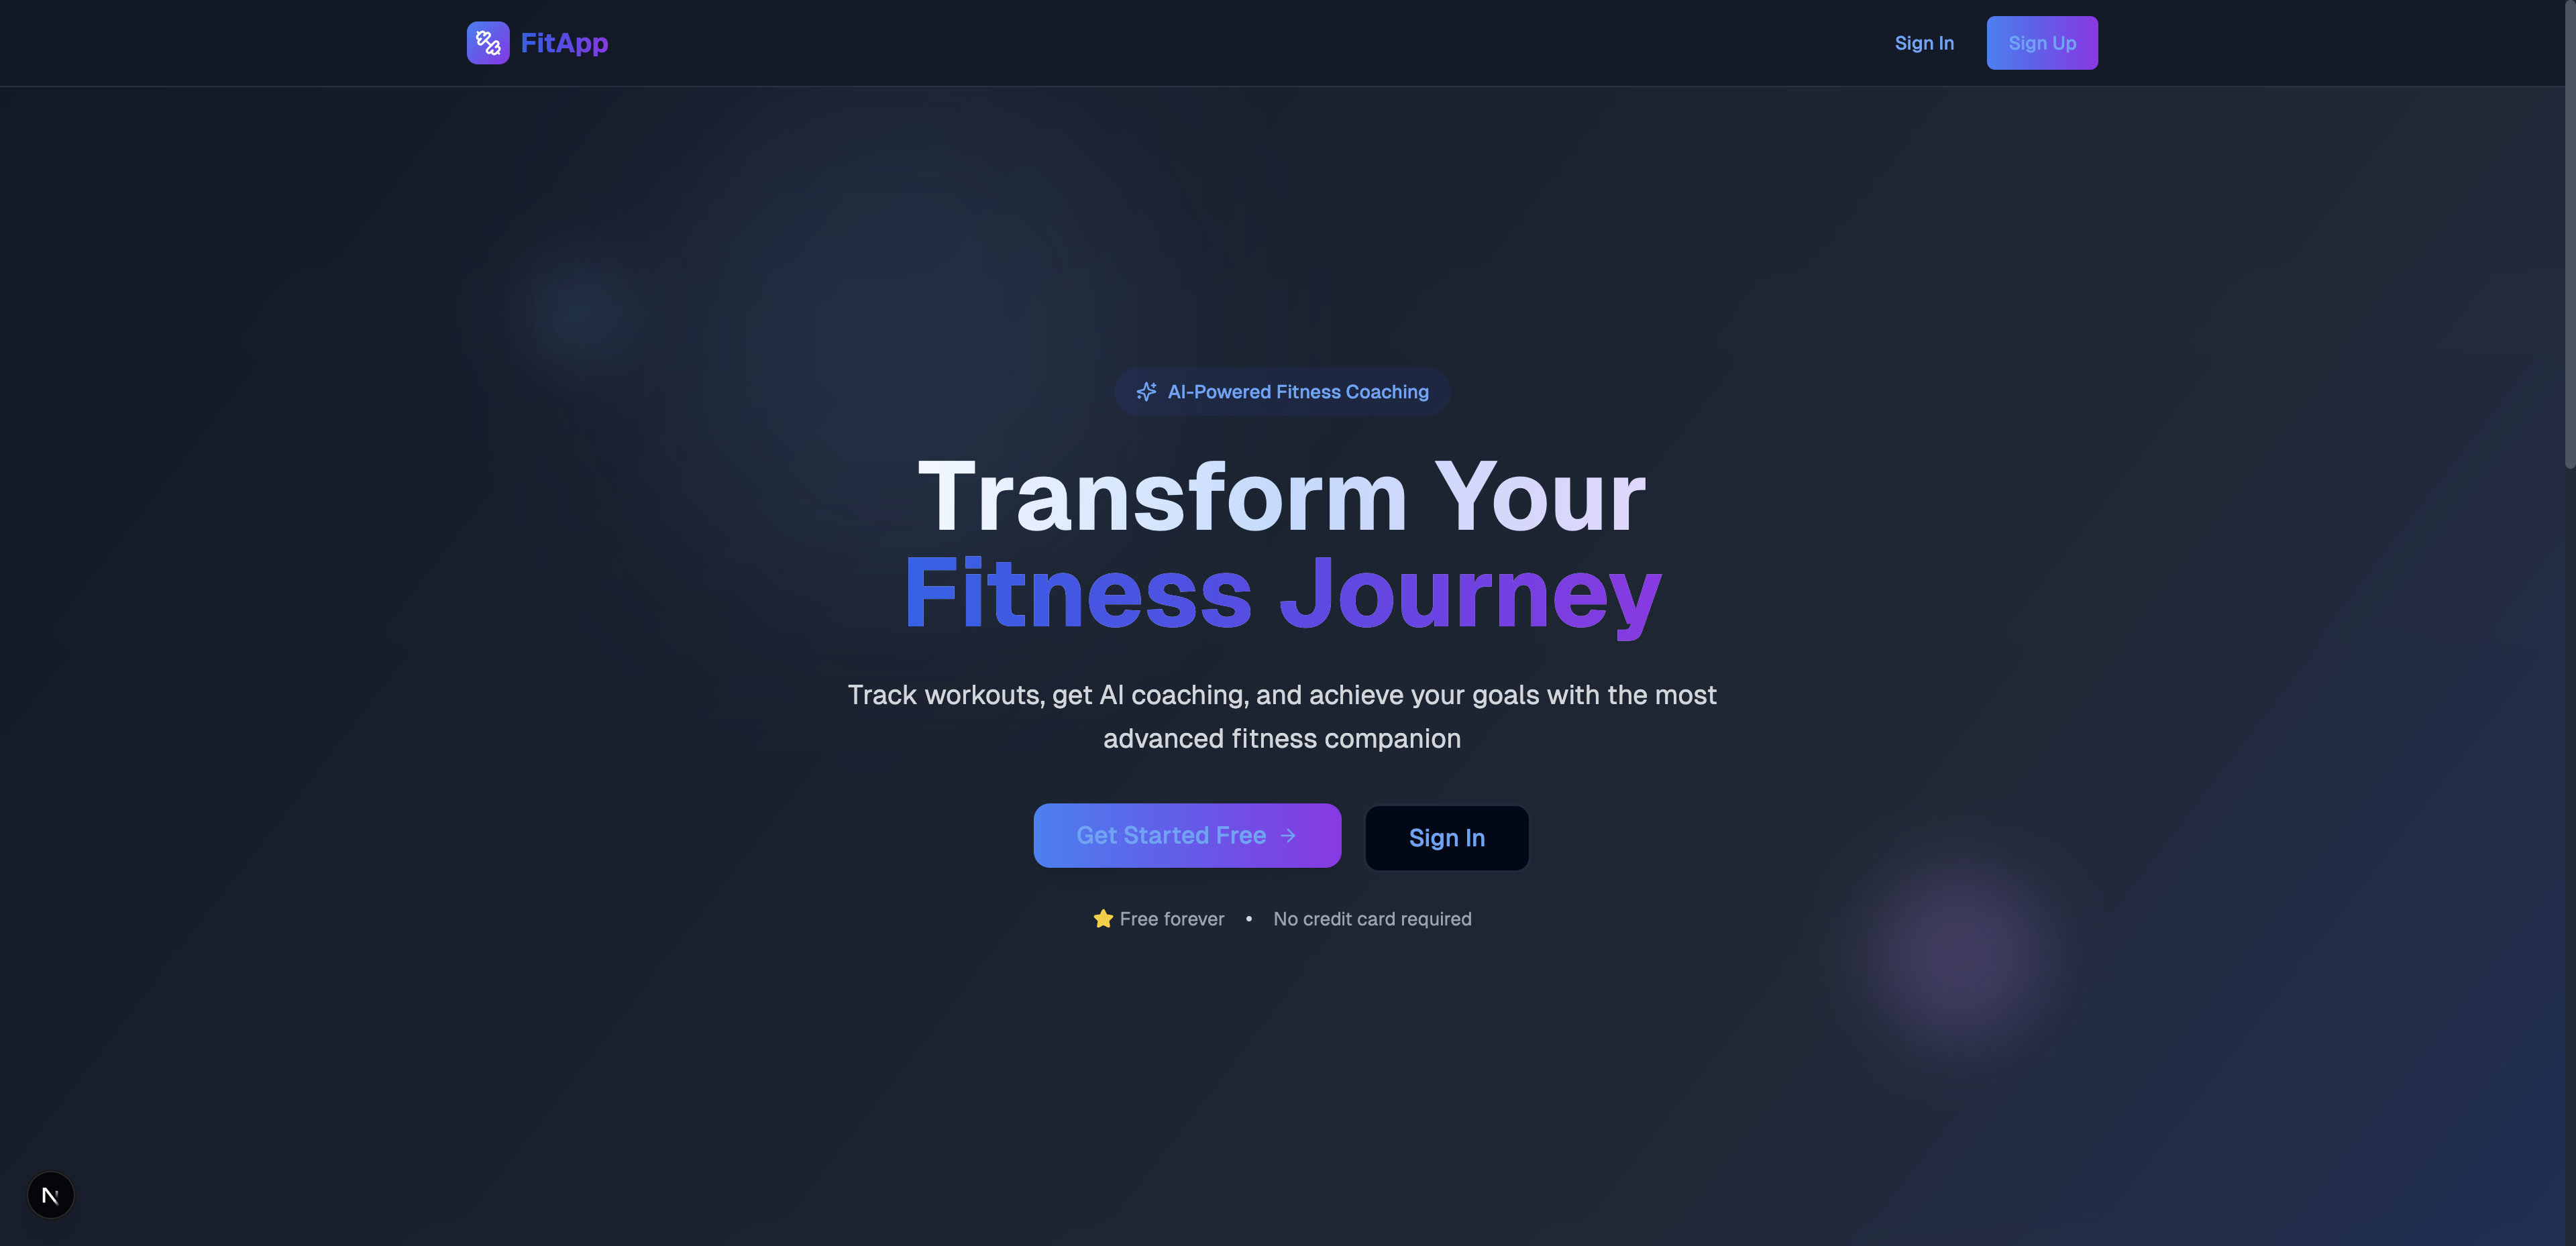 FitApp
Sign In
Sign Up
AI-Powered Fitness Coaching
Transform Your
Fitness Journey
Track workouts, get AI coaching, and achieve your goals with the most
advanced fitness companion
Get Started Free →
Sign In
⭐ Free forever • No credit card required
N